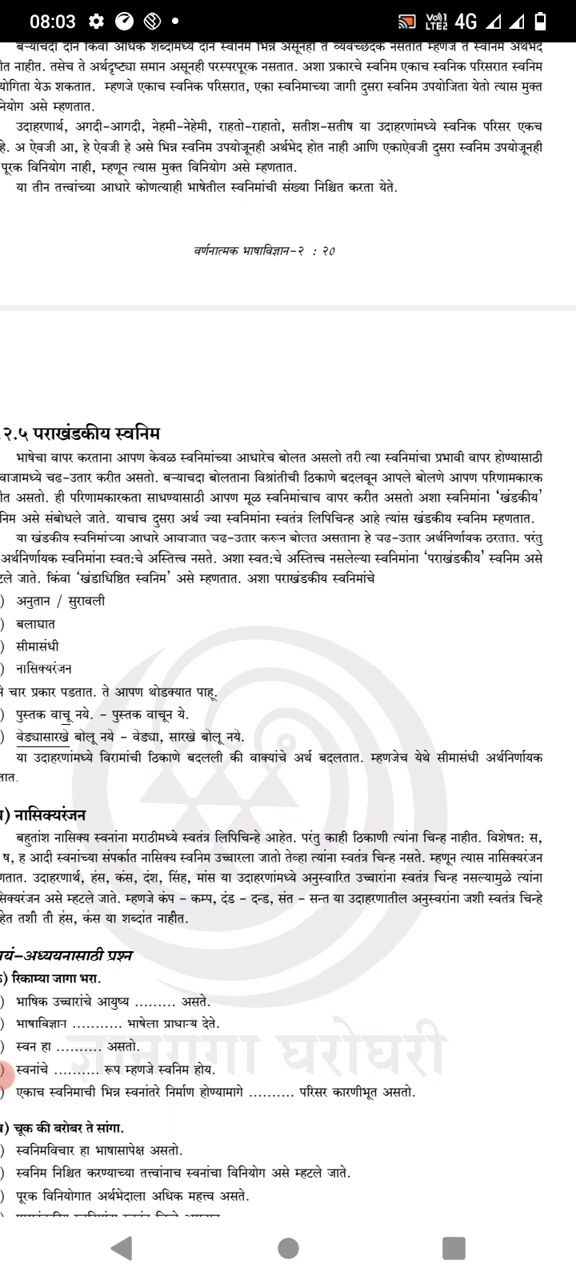 08:03
Vo)) LTE2 4G
बऱ्याचदा दोन किंवा अधिक शब्दांमध्ये दोन स्वनिम भिन्न असूनही ते व्यवच्छेदक नसतात म्हणजे ते स्वनिम अर्थभेद
त नाहीत. तसेच ते अर्थदृष्ट्या समान असूनही परस्परपूरक नसतात. अशा प्रकारचे स्वनिम एकाच स्वनिक परिसरात स्वनिम
योगिता येऊ शकतात. म्हणजे एकाच स्वनिमाच्या परिसरात, एका स्वनिमाच्या जागी दुसरा स्वनिम उपयोजिता येतो त्यास मुक्त
नियोग असे म्हणतात.
उदाहरणार्थ, अगदी-आगदी, नेहमी-नेहेमी, राहतो-राहातो, सतीश-सतीष या उदाहरणांमध्ये स्वनिक परिसर एकच
हे. अ ऐवजी आ, हे ऐवजी हे असे भिन्न स्वनिम उपयोजूनही अर्थभेद होत नाही आणि एकाऐवजी दुसरा स्वनिम उपयोजूनही
पूरक विनियोग नाही, म्हणून त्यास मुक्त विनियोग असे म्हणतात.
या तीन तत्त्वांच्या आधारे कोणत्याही भाषेतील स्वनिमांची संख्या निश्चित करता येते.
वर्णनात्मक भाषाविज्ञान-२ : २०
.२.५ पराखंडकीय स्वनिम
भाषेचा वापर करताना आपण केवळ स्वनिमांच्या आधारेच बोलत असलो तरी त्या स्वनिमांचा प्रभावी वापर होण्यासाठी
वाजामध्ये चढ-उतार करीत असतो. बऱ्याचदा बोलताना विश्रांतीची ठिकाणे बदलवून आपले बोलणे आपण परिणामकारक
ीत असतो. ही परिणामकारकता साधण्यासाठी आपण मूळ स्वनिमांचाच वापर करीत असतो अशा स्वनिमांना 'खंडकीय'
निम असे संबोधले जाते. याचाच दुसरा अर्थ ज्या स्वनिमांना स्वतंत्र लिपिचिन्ह आहे त्यांस खंडकीय स्वनिम म्हणतात.
या खंडकीय स्वनिमांच्या आधारे आवाजात चढ-उतार करून बोलत असताना हे चढ-उतार अर्थनिर्णायक ठरतात. परंतु
अर्थनिर्णायक स्वनिमांना स्वत:चे अस्तित्त्व नसते. अशा स्वत:चे अस्तित्त्व नसलेल्या स्वनिमांना 'पराखंडकीय' स्वनिम असे
टले जाते. किंवा 'खंडाधिष्ठित स्वनिम' असे म्हणतात. अशा पराखंडकीय स्वनिमांचे
) अनुतान / सुरावली
) बलाघात
) सीमासंधी
) नासिक्यरंजन
े चार प्रकार पडतात. ते आपण थोडक्यात पाहू.
) पुस्तक वाचू नये. - पुस्तक वाचून ये.
) वेड्यासारखे बोलू नये - वेड्या, सारखे बोलू नये.
या उदाहरणांमध्ये विरामांची ठिकाणे बदलली की वाक्यांचे अर्थ बदलतात. म्हणजेच येथे सीमासंधी अर्थनिर्णायक
तात.
) नासिक्यरंजन
बहुतांश नासिक्य स्वनांना मराठीमध्ये स्वतंत्र लिपिचिन्हे आहेत. परंतु काही ठिकाणी त्यांना चिन्ह नाहीत. विशेषत: स,
ष, ह आदी स्वनांच्या संपर्कात नासिक्य स्वनिम उच्चारला जातो तेव्हा त्यांना स्वतंत्र चिन्ह नसते. म्हणून त्यास नासिक्यरंजन
णतात. उदाहरणार्थ, हंस, कंस, दंश, सिंह, मांस या उदाहरणांमध्ये अनुस्वारित उच्चारांना स्वतंत्र चिन्ह नसल्यामुळे त्यांना
सिक्यरंजन असे म्हटले जाते. म्हणजे कंप - कम्प, दंड - दन्ड, संत - सन्त या उदाहरणातील अनुस्वरांना जशी स्वतंत्र चिन्हे
हेत तशी ती हंस, कंस या शब्दांत नाहीत.
यं-अध्ययनासाठी प्रश्न
) रिकाम्या जागा भरा.
) भाषिक उच्चारांचे आयुष्य ......... असते.
) भाषाविज्ञान ........... भाषेला प्राधान्य देते.
) स्वन हा .......... असतो.
) स्वनांचे .......... रूप म्हणजे स्वनिम होय.
) एकाच स्वनिमाची भिन्न स्वनांतरे निर्माण होण्यामागे .......... परिसर कारणीभूत असतो.
ज्ञानगंगा घरोघरी
) चूक की बरोबर ते सांगा.
) स्वनिमविचार हा भाषासापेक्ष असतो.
) स्वनिम निश्चित करण्याच्या तत्त्वांनाच स्वनांचा विनियोग असे म्हटले जाते.
) पूरक विनियोगात अर्थभेदाला अधिक महत्त्व असते.